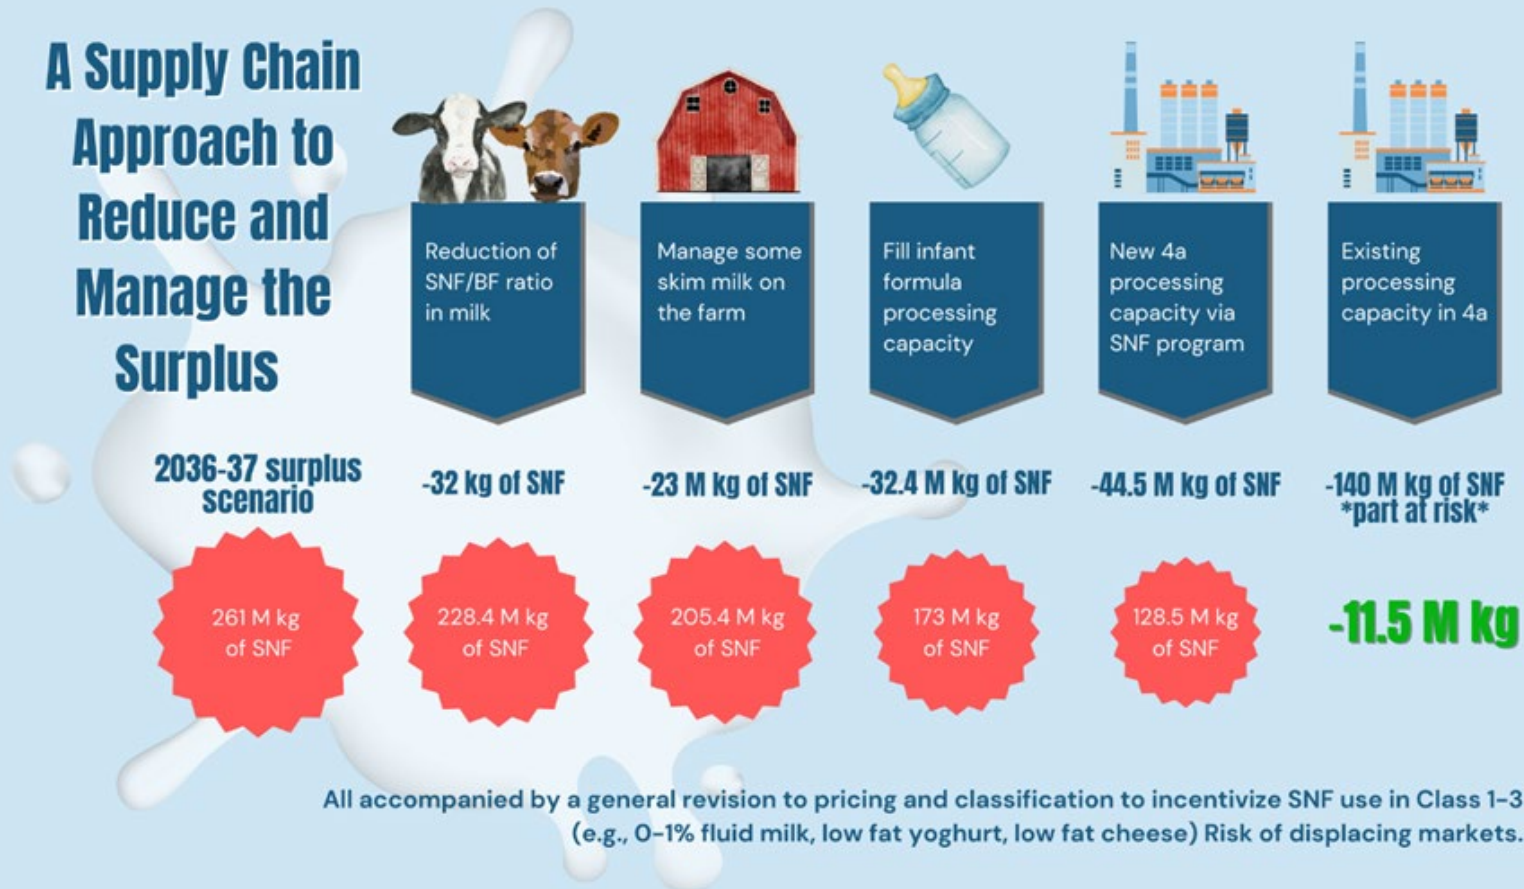 A Supply Chain
Approach to
Reduce and
Manage the
Surplus
Reduction of
SNF/BF ratio
in milk
Manage some
skim milk on
the farm
Fill infant
formula
processing
capacity
New 4a
processing
capacity via
SNF program
Existing
processing
capacity in 4a
2036-37 surplus
scenario
-32 kg of SNF
-23 M kg of SNF
-32.4 M kg of SNF
-44.5 M kg of SNF
-140 M kg of SNF
*part at risk*
261 M kg
of SNF
228.4 M kg
of SNF
205.4 M kg
of SNF
173 M kg
of SNF
128.5 M kg
of SNF
-11.5 M kg
All accompanied by a general revision to pricing and classification to incentivize SNF use in Class 1-3
(e.g., 0-1% fluid milk, low fat yoghurt, low fat cheese) Risk of displacing markets.